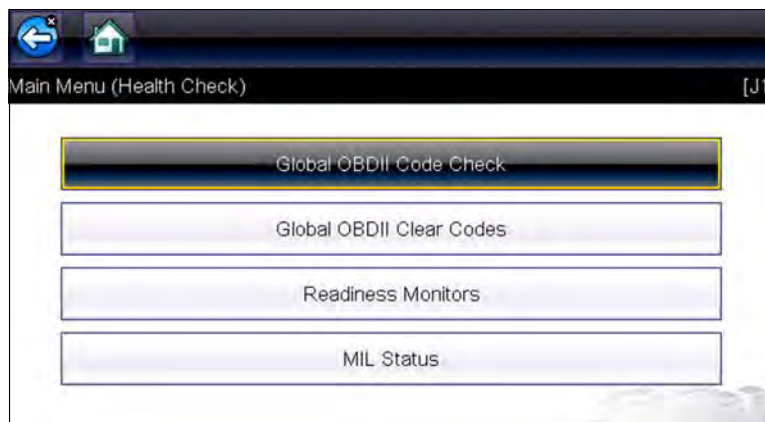 Main Menu (Health Check) [J1
Global OBDII Code Check
Global OBDII Clear Codes
Readiness Monitors
MIL Status